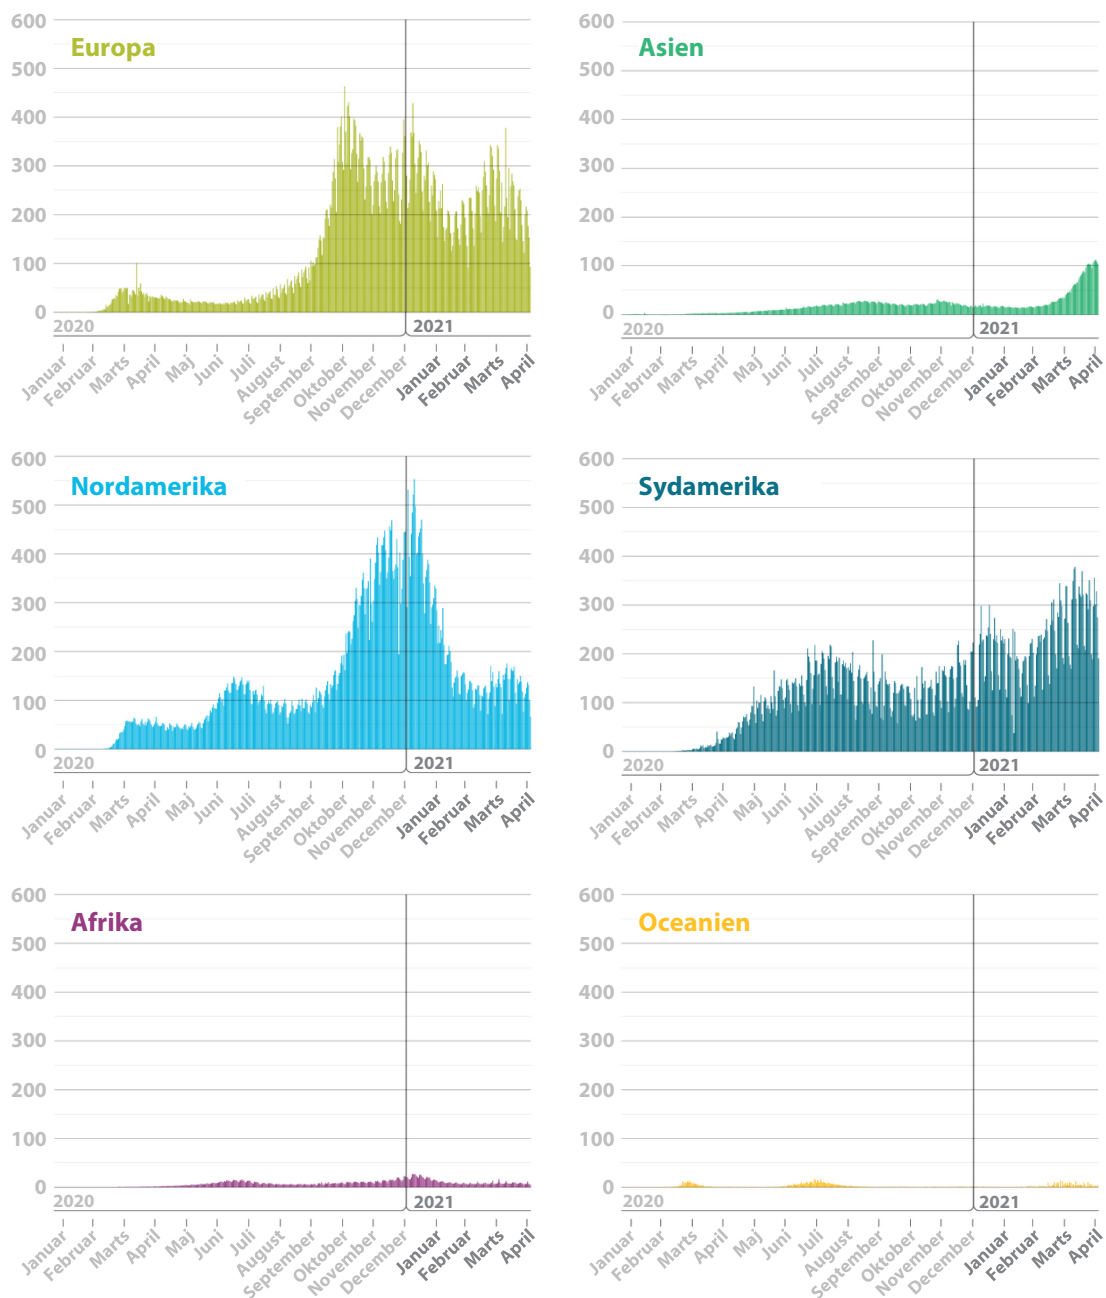 600
Europa
500
400
300
200
100
0
2020
2021
Januar
Februar
Marts
April
Maj
Juni
Juli
August
September
Oktober
November
December
Januar
Februar
Marts
April
600
Asien
500
400
300
200
100
0
2020
2021
Januar
Februar
Marts
April
Maj
Juni
Juli
August
September
Oktober
November
December
Januar
Februar
Marts
April
600
Nordamerika
500
400
300
200
100
0
2020
2021
Januar
Februar
Marts
April
Maj
Juni
Juli
August
September
Oktober
November
December
Januar
Februar
Marts
April
600
Sydamerika
500
400
300
200
100
0
2020
2021
Januar
Februar
Marts
April
Maj
Juni
Juli
August
September
Oktober
November
December
Januar
Februar
Marts
April
600
Afrika
500
400
300
200
100
0
2020
2021
Januar
Februar
Marts
April
Maj
Juni
Juli
August
September
Oktober
November
December
Januar
Februar
Marts
April
600
Oceanien
500
400
300
200
100
0
2020
2021
Januar
Februar
Marts
April
Maj
Juni
Juli
August
September
Oktober
November
December
Januar
Februar
Marts
April